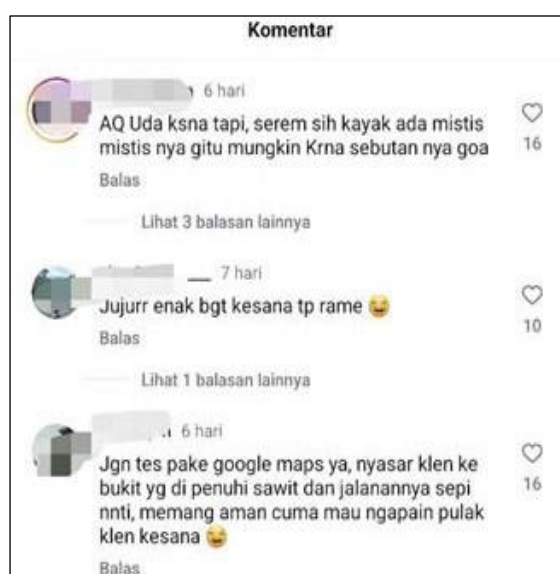 Komentar
6 hari
AQ Uda ksna tapi, serem sih kayak ada mistis
mistis nya gitu mungkin Krna sebutan nya goa
16
Balas
Lihat 3 balasan lainnya
7 hari
Jujurr enak bgt kesana tp rame 😆
10
Balas
Lihat 1 balasan lainnya
6 hari
Jgn tes pake google maps ya, nyasar klen ke
bukit yg di penuhi sawit dan jalanannya sepi
nnti, memang aman cuma mau ngapain pulak
klen kesana 😆
16
Balas